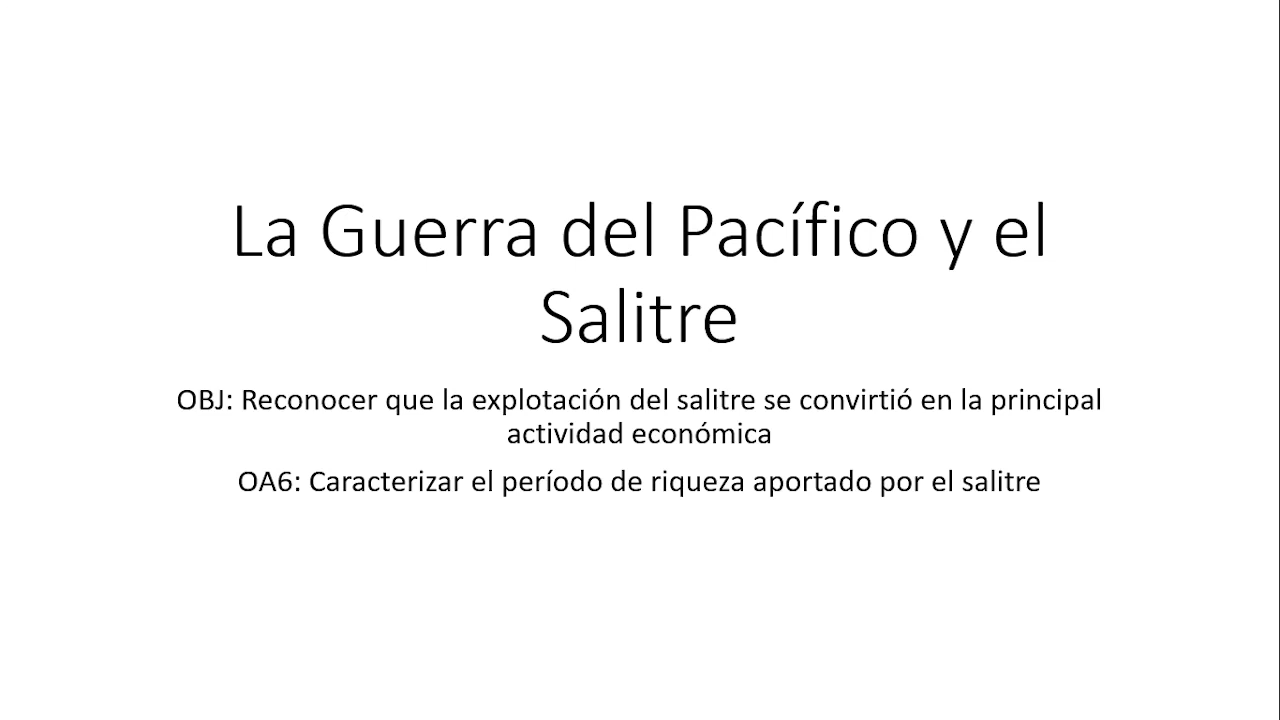 La Guerra del Pacífico y el
Salitre
OBJ: Reconocer que la explotación del salitre se convirtió en la principal
actividad económica
OA6: Caracterizar el período de riqueza aportado por el salitre